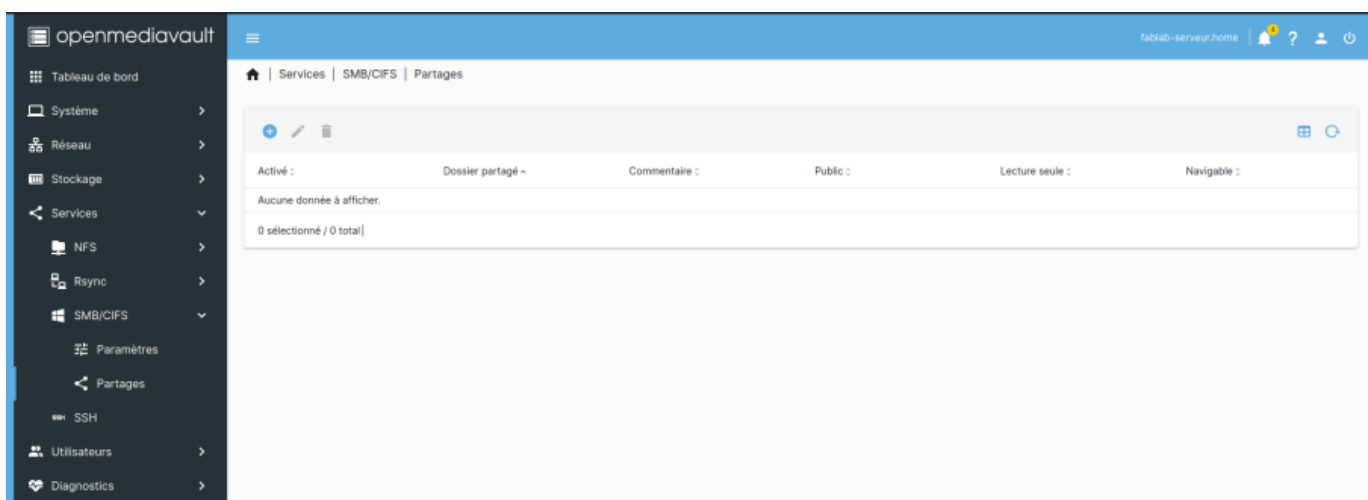 openmediavault
fablab-serveur.home | 4 ?
Tableau de bord
| Services | SMB/CIFS | Partages
Système
Réseau
Stockage
Services
NFS
Rsync
SMB/CIFS
Paramètres
Partages
SSH SSH
Utilisateurs
Diagnostics
Activé Dossier partagé Commentaire Public Lecture seule Navigable
Aucune donnée à afficher.
0 sélectionné / 0 total